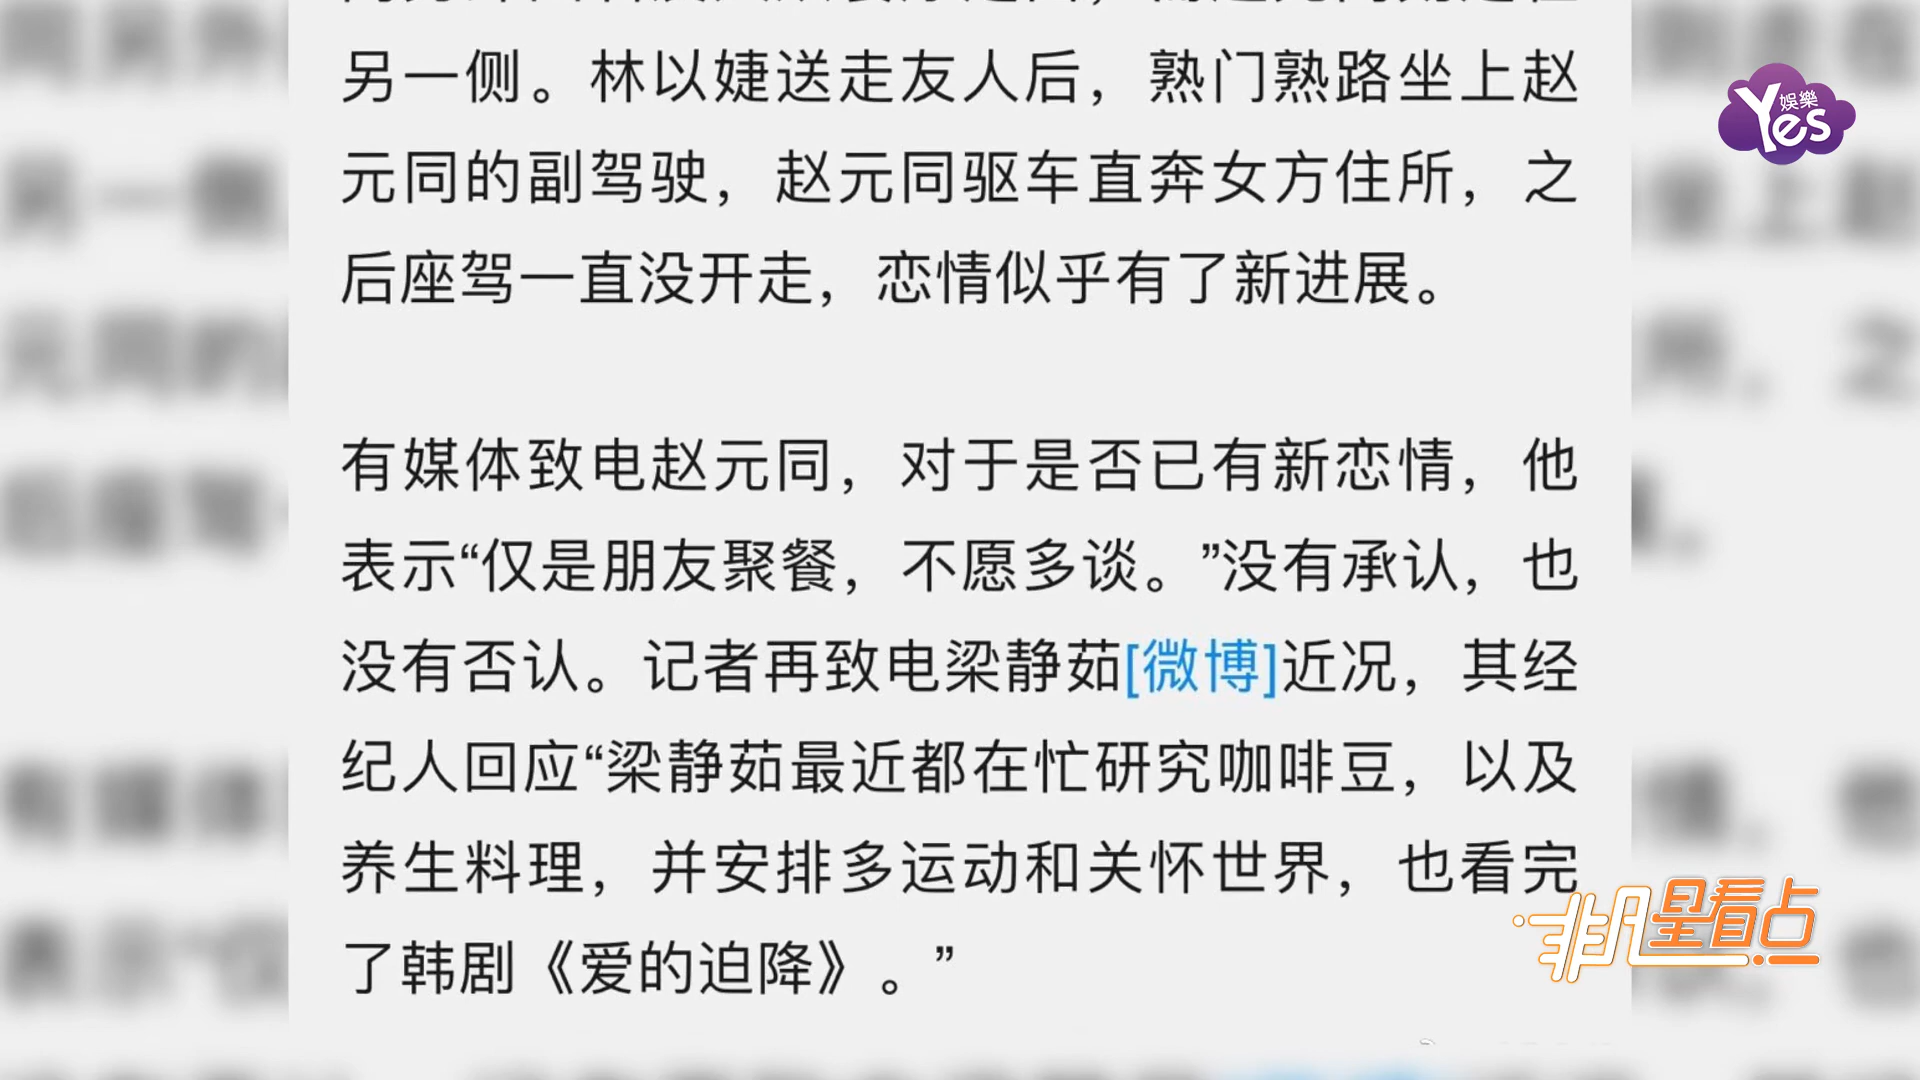 另一侧。林以婕送走友人后，熟门熟路坐上赵
元同的副驾驶，赵元同驱车直奔女方住所，之
后座驾一直没开走，恋情似乎有了新进展。
有媒体致电赵元同，对于是否已有新恋情，他
表示“仅是朋友聚餐，不愿多谈。”没有承认，也
没有否认。记者再致电梁静茹[微博]近况，其经
纪人回应“梁静茹最近都在忙研究咖啡豆，以及
养生料理，并安排多运动和关怀世界，也看完
了韩剧《爱的迫降》。”
Yes 娱樂
非凡星看点